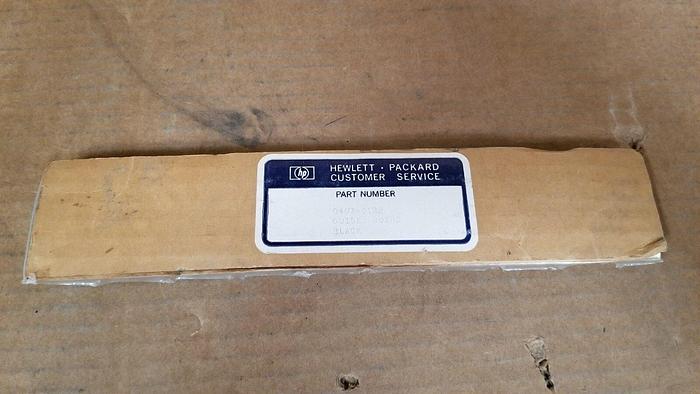 hp
HEWLETT · PACKARD
CUSTOMER SERVICE
PART NUMBER
BLACK